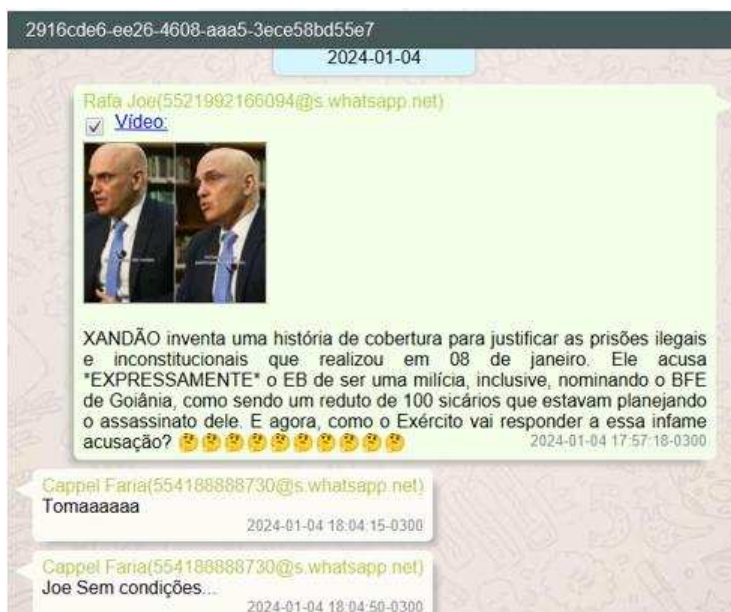 2916cde6-ee26-4608-aaa5-3ece58bd55e7
2024-01-04
Rafa Joe(5521992166094@s.whatsapp.net)
Vídeo:
XANDÃO inventa uma história de cobertura para justificar as prisões ilegais
e inconstitucionais que realizou em 08 de janeiro. Ele acusa
*EXPRESSAMENTE* o EB de ser uma milícia, inclusive, nominando o BFE
de Goiânia, como sendo um reduto de 100 sicários que estavam planejando
o assassinato dele. E agora, como o Exército vai responder a essa infame
acusação? 🤔🤔🤔🤔🤔🤔🤔🤔🤔🤔 2024-01-04 17:57:18-0300
Cappel Faria(554188888730@s.whatsapp.net)
Tomaaaaaa
2024-01-04 18:04:15-0300
Cappel Faria(554188888730@s.whatsapp.net)
Joe Sem condições...
2024-01-04 18:04:50-0300